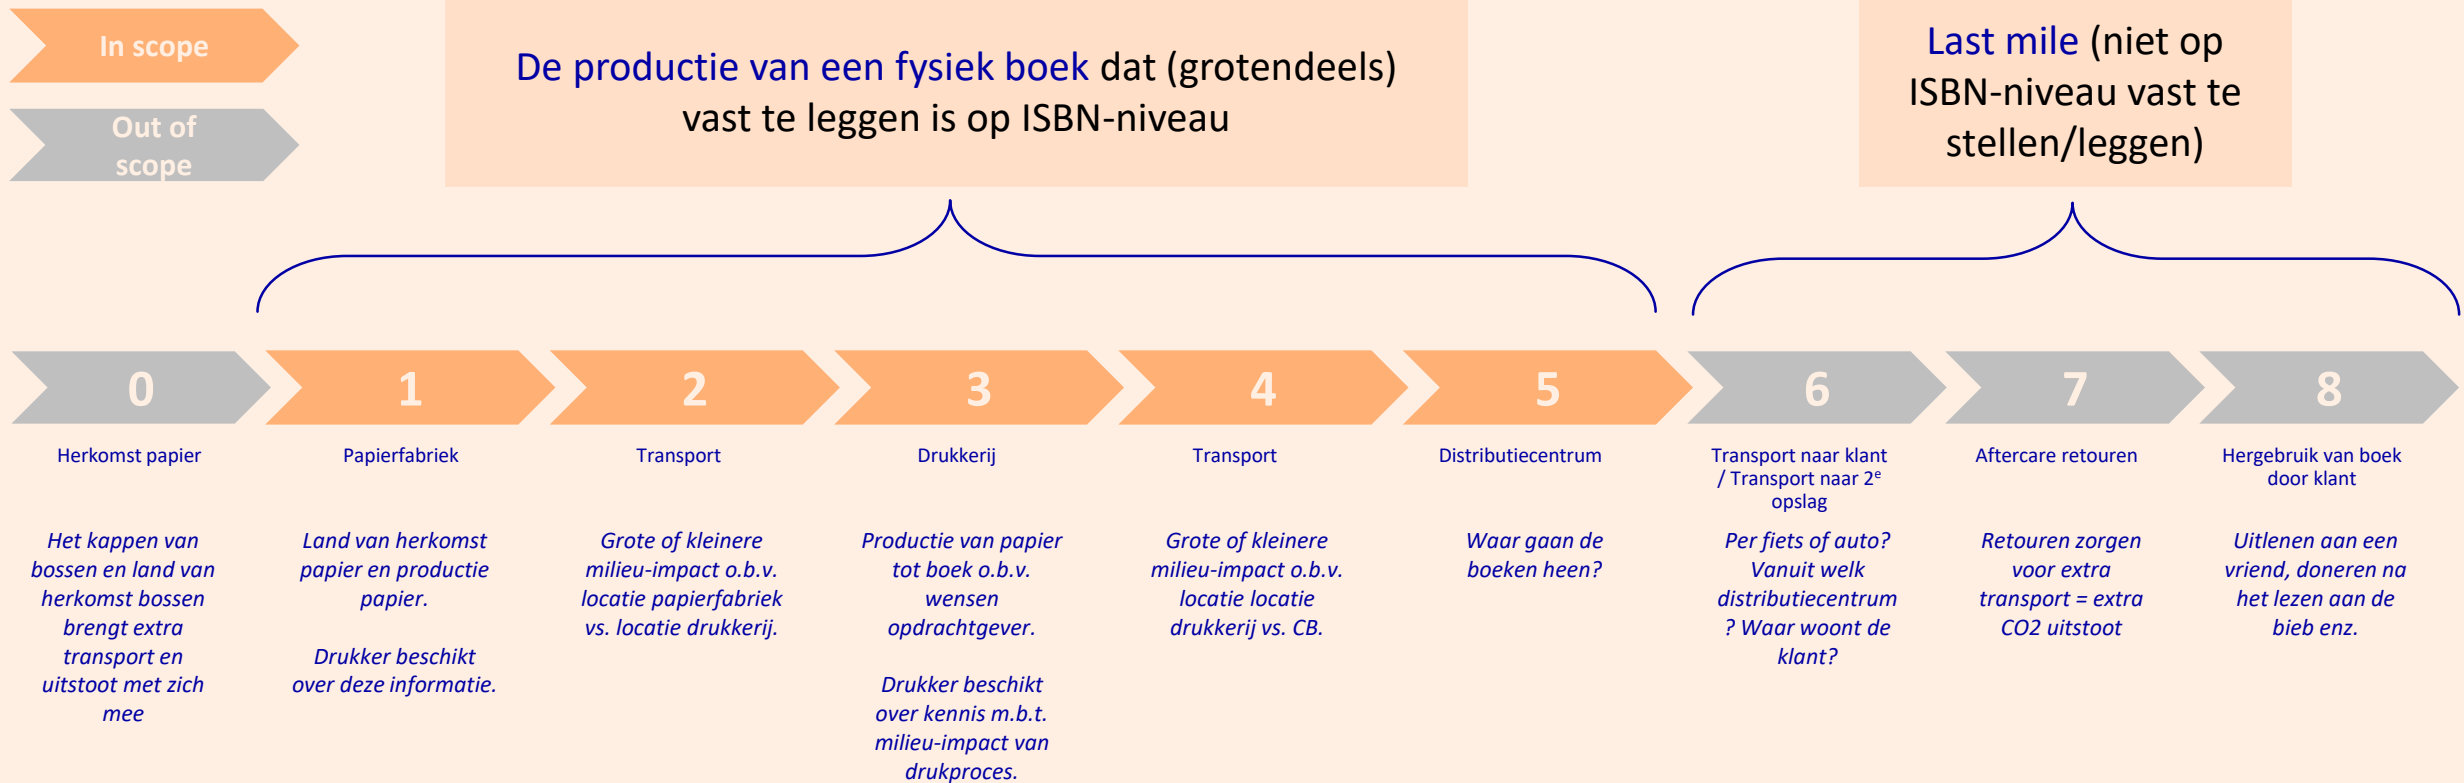 In scope
Out of
scope
De productie van een fysiek boek dat (grotendeels)
vast te leggen is op ISBN-niveau
Last mile (niet op
ISBN-niveau vast te
stellen/leggen)
0
Herkomst papier
Het kappen van
bossen en land van
herkomst bossen
brengt extra
transport en
uitstoot met zich
mee
1
Papierfabriek
Land van herkomst
papier en productie
papier.
Drukker beschikt
over deze informatie.
2
Transport
Grote of kleinere
milieu-impact o.b.v.
locatie papierfabriek
vs. locatie drukkerij.
3
Drukkerij
Productie van papier
tot boek o.b.v.
wensen
opdrachtgever.
Drukker beschikt
over kennis m.b.t.
milieu-impact van
drukproces.
4
Transport
Grote of kleinere
milieu-impact o.b.v.
locatie locatie
drukkerij vs. CB.
5
Distributiecentrum
Waar gaan de
boeken heen?
6
Transport naar klant
/ Transport naar 2e
opslag
Per fiets of auto?
Vanuit welk
distributiecentrum
? Waar woont de
klant?
7
Aftercare retouren
Retouren zorgen
voor extra
transport = extra
CO2 uitstoot
8
Hergebruik van boek
door klant
Uitlenen aan een
vriend, doneren na
het lezen aan de
bieb enz.